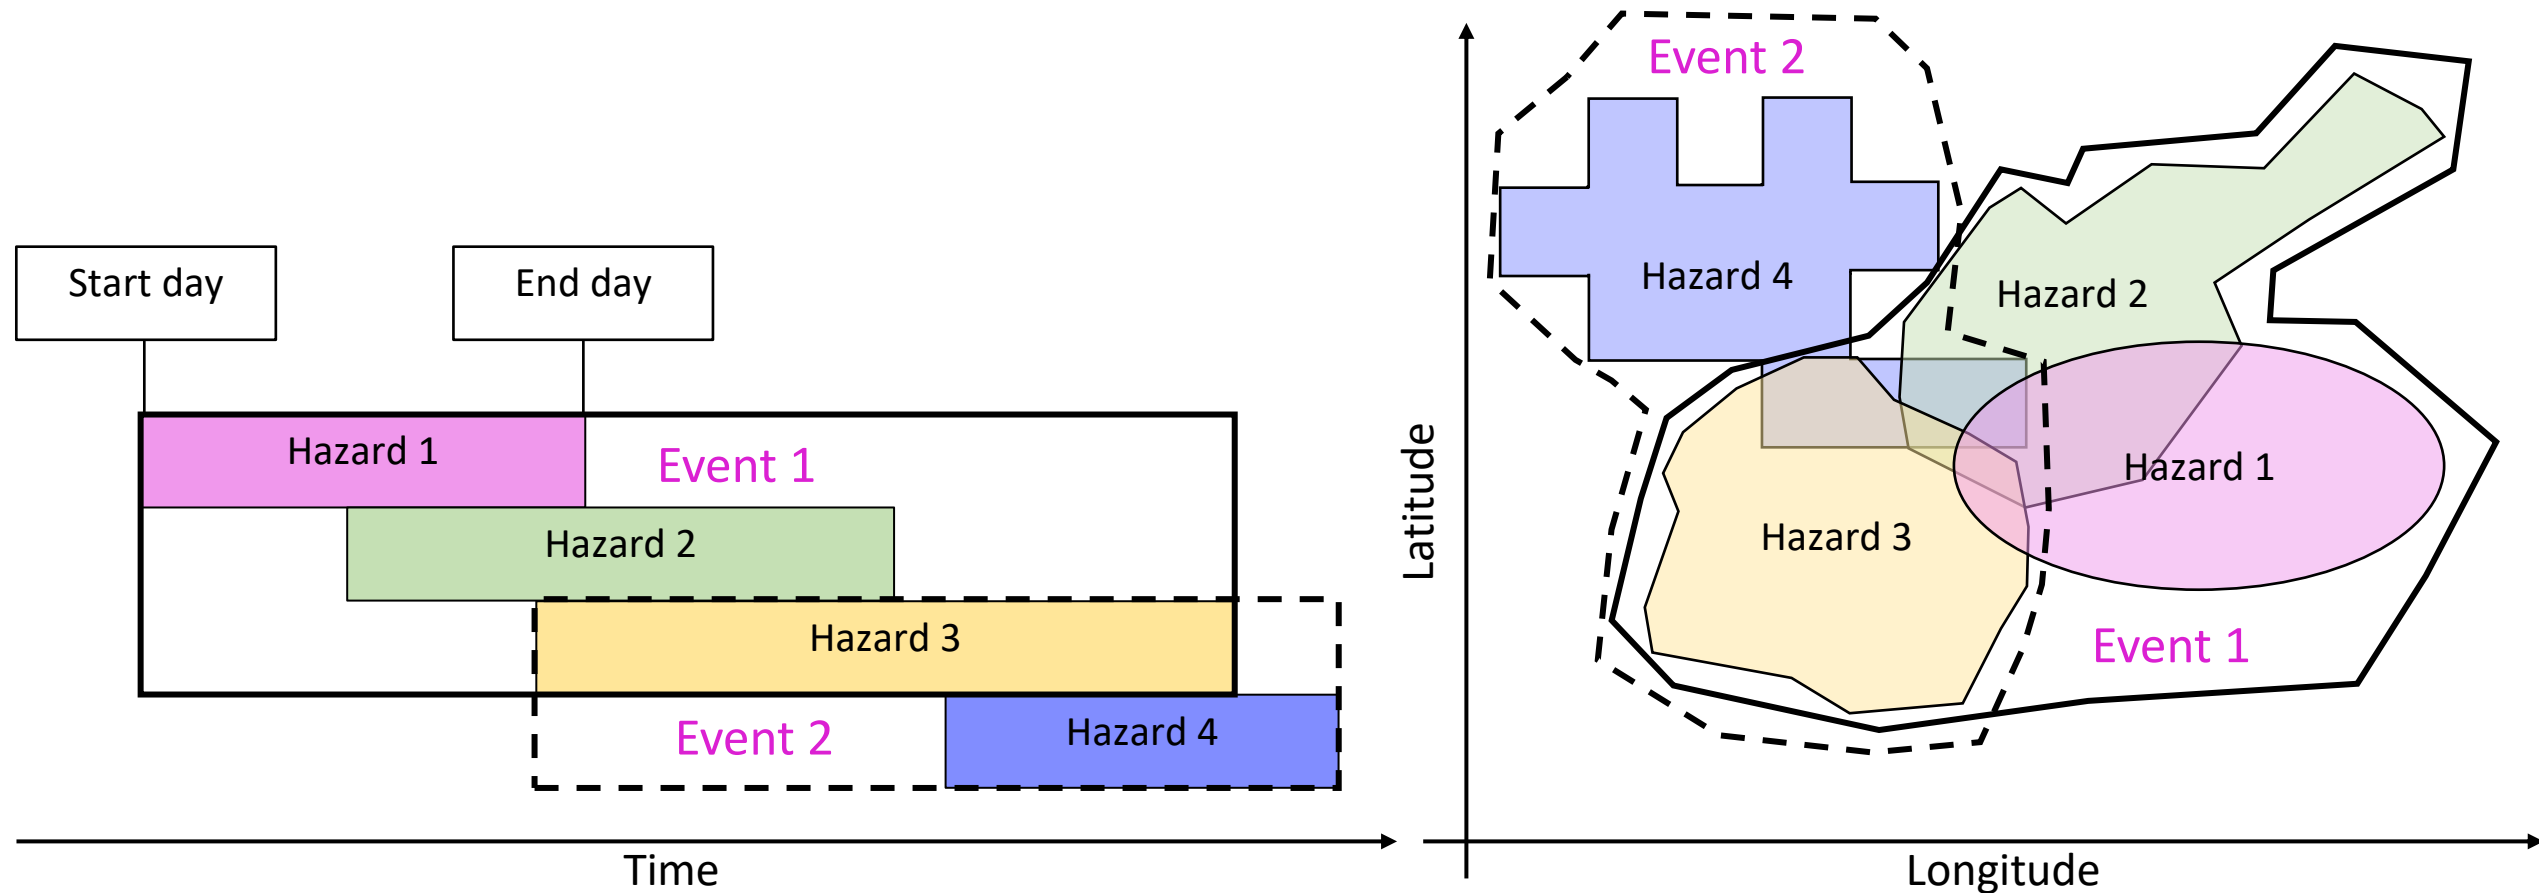 Start day
End day
Hazard 1
Event 1
Hazard 2
Hazard 3
Event 2
Hazard 4
Time
Event 2
Hazard 4
Hazard 2
Hazard 1
Hazard 3
Event 1
Latitude
Longitude